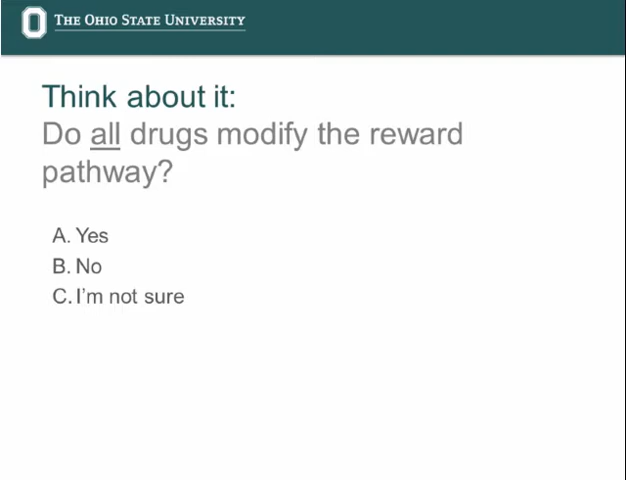 THE OHIO STATE UNIVERSITY
Think about it:
Do all drugs modify the reward
pathway?
A. Yes
B. No
C. I'm not sure